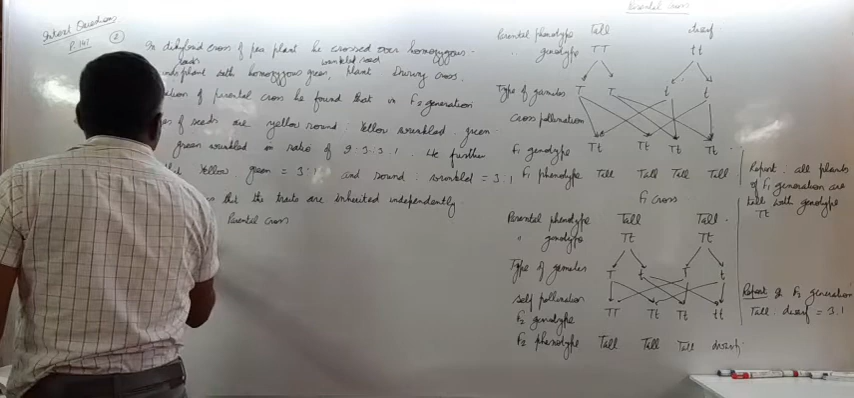 Intext Questions
P. 147
②
In dihybrid cross of pea plant he crossed over homozygous
seeds wrinkled seed
plant with homozygous green, plant During cross.
of parental cross he found that in F2 generation
of seeds are yellow round : Yellow wrinkled : green
green wrinkled in ratio of 9:3:3:1. He further
Yellow green = 3:1 and round : wrinkled = 3:1
that the traits are inherited independently.
Parental Cross
Parental Cross
Parental phenotype Tall dwarf
" genotype TT tt
Type of gametes T T t t
Cross pollination
F1 genotype Tt Tt Tt Tt
F1 phenotype Tall Tall Tall Tall
Report: all plants
of F1 generation are
tall with genotype
Tt
F1 Cross
Parental phenotype Tall Tall
" genotype Tt Tt
Type of gametes T t T t
Self pollination
F2 genotype TT Tt Tt tt
F2 phenotype Tall Tall Tall dwarf
Report of F2 generation
Tall : dwarf = 3:1